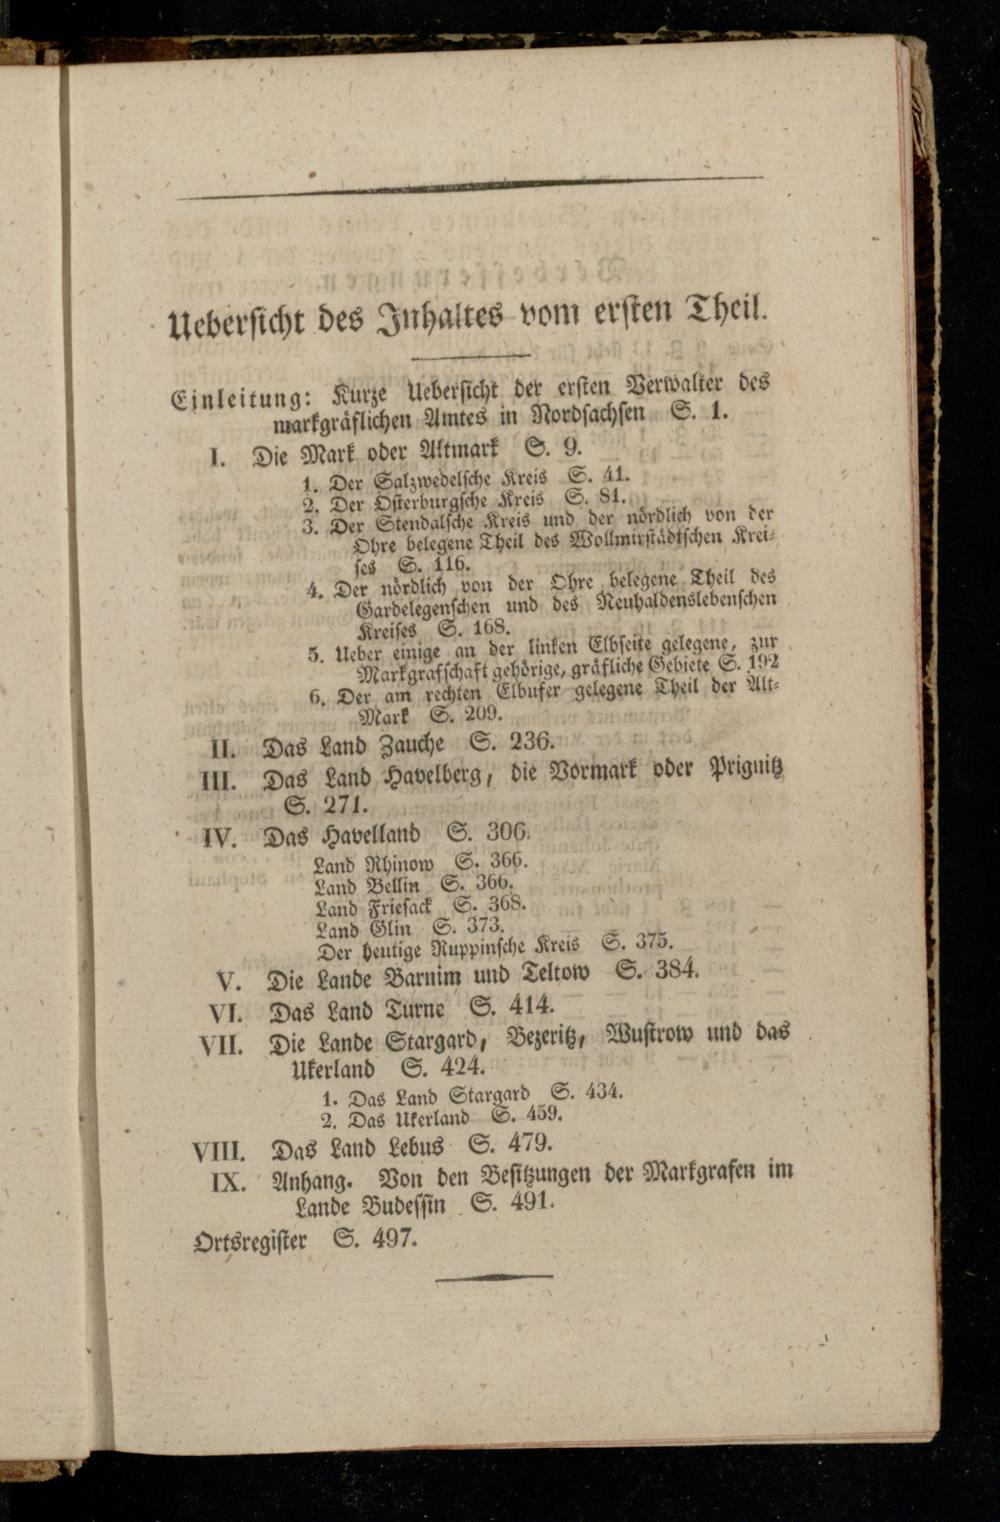 Uebersicht des Inhaltes vom ersten Theil.
Einleitung: Kurze Uebersicht der ersten Verwalter des
markgräflichen Amtes in Nordsachsen S. 1.
I. Die Mark oder Altmark S. 9.
1. Der Salzwedelsche Kreis S. 41.
2. Der Osterburgsche Kreis S. 81.
3. Der Stendalsche Kreis und der nördlich von der
Ohre belegene Theil des Wollmirstädtschen Krei-
ses S. 116.
4. Der nördlich von der Ohre belegene Theil des
Gardelegenschen und des Neuhaldenslebenschen
Kreises S. 168.
5. Ueber einige an der linken Elbseite gelegene, zur
Markgrafschaft gehörige, gräfliche Gebiete S. 192
6. Der am rechten Elbufer gelegene Theil der Alt-
Mark S. 209.
II. Das Land Zauche S. 236.
III. Das Land Havelberg, die Vormark oder Prignitz
S. 271.
IV. Das Havelland S. 306.
Land Rhinow S. 366.
Land Bellin S. 366.
Land Friesack S. 368.
Land Glin S. 373.
Der heutige Ruppinsche Kreis S. 375.
V. Die Lande Barnim und Teltow S. 384.
VI. Das Land Turne S. 414.
VII. Die Lande Stargard, Bezeritz, Wustrow und das
Ukerland S. 424.
1. Das Land Stargard S. 434.
2. Das Ukerland S. 459.
VIII. Das Land Lebus S. 479.
IX. Anhang. Von den Besitzungen der Markgrafen im
Lande Budessin S. 491.
Ortsregister S. 497.